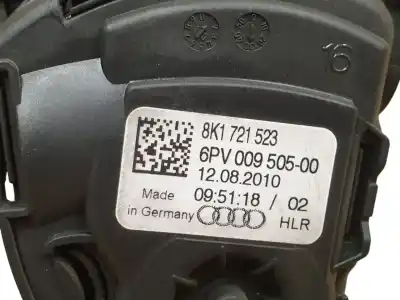 16
8K1 721 523
6PV 009 505-00
12.08.2010
Made 09:51:18 / 02
in Germany HLR